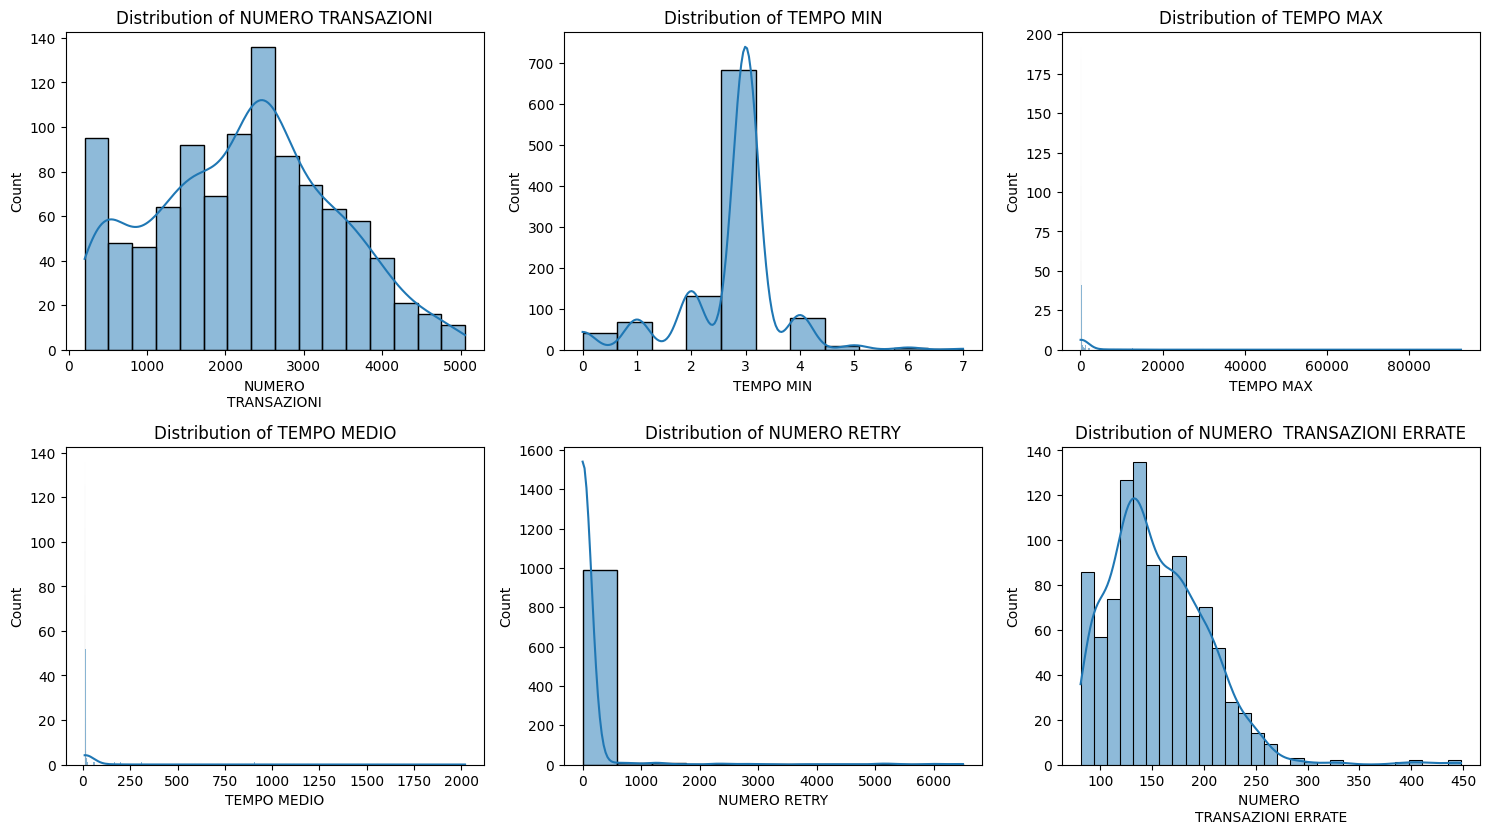 Distribution of NUMERO TRANSAZIONI
140
120
100
80
60
40
20
0
Count
0 1000 2000 3000 4000 5000
NUMERO
TRANSAZIONI
Distribution of TEMPO MIN
700
600
500
400
300
200
100
0
Count
0 1 2 3 4 5 6 7
TEMPO MIN
Distribution of TEMPO MAX
200
175
150
125
100
75
50
25
0
Count
0 20000 40000 60000 80000
TEMPO MAX
Distribution of TEMPO MEDIO
140
120
100
80
60
40
20
0
Count
0 250 500 750 1000 1250 1500 1750 2000
TEMPO MEDIO
Distribution of NUMERO RETRY
1600
1400
1200
1000
800
600
400
200
0
Count
0 1000 2000 3000 4000 5000 6000
NUMERO RETRY
Distribution of NUMERO  TRANSAZIONI ERRATE
140
120
100
80
60
40
20
0
Count
100 150 200 250 300 350 400 450
NUMERO
TRANSAZIONI ERRATE